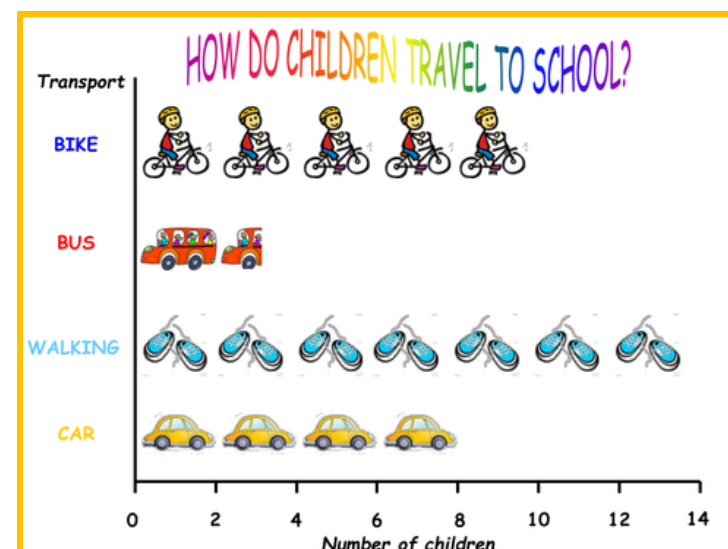 HOW DO CHILDREN TRAVEL TO SCHOOL?
Transport
BIKE
BUS
WALKING
CAR
0 2 4 6 8 10 12 14
Number of children